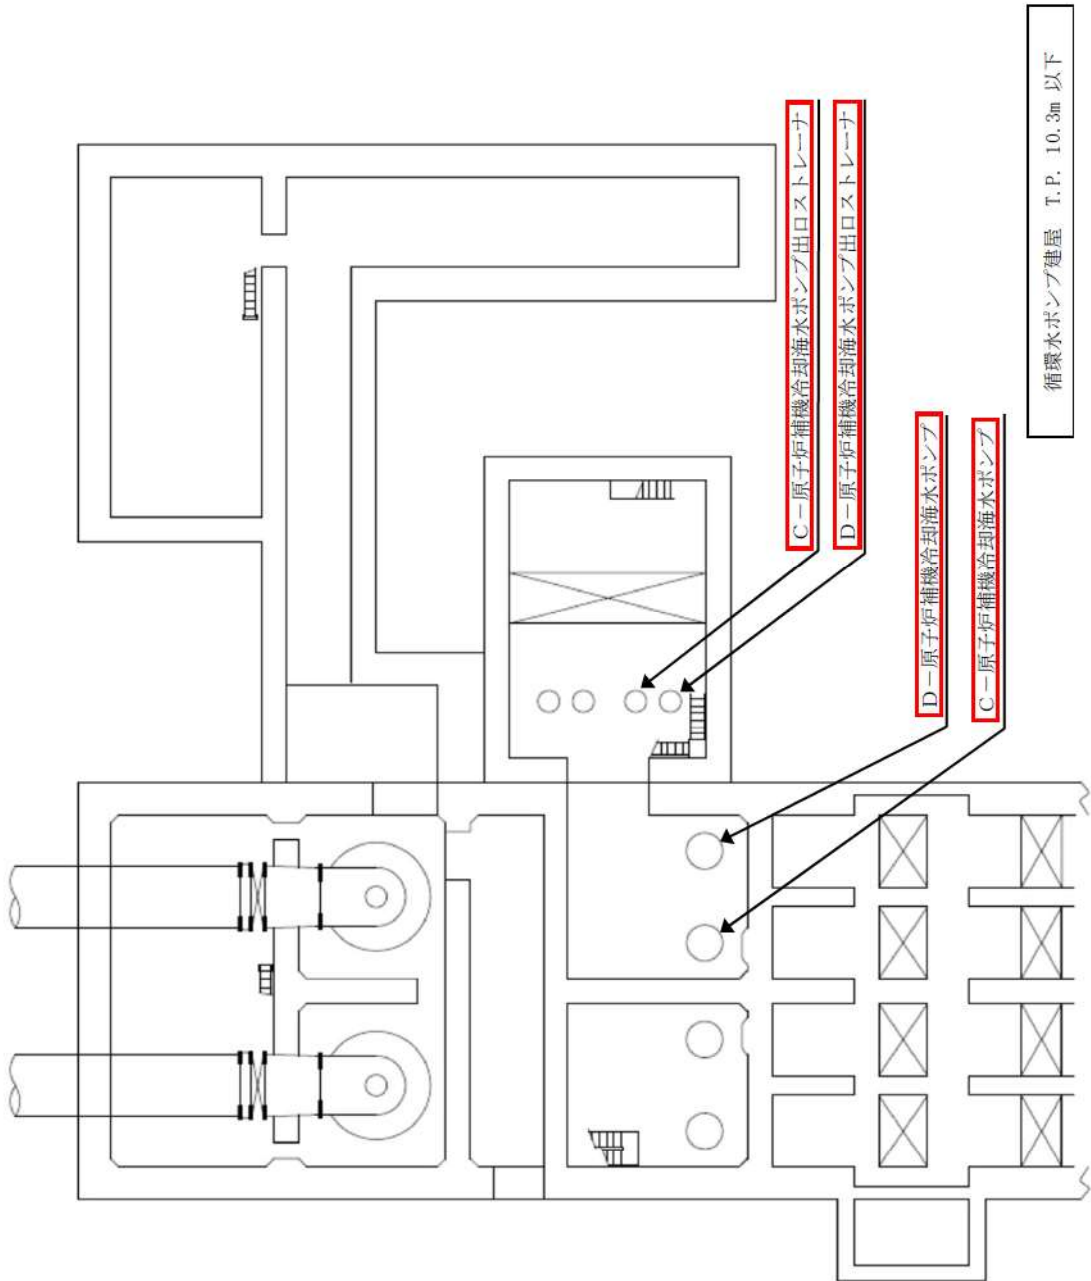 C－原子炉補機冷却海水ポンプ出口ストレーナ
D－原子炉補機冷却海水ポンプ出口ストレーナ
D－原子炉補機冷却海水ポンプ
C－原子炉補機冷却海水ポンプ
循環水ポンプ建屋 T.P. 10.3m 以下